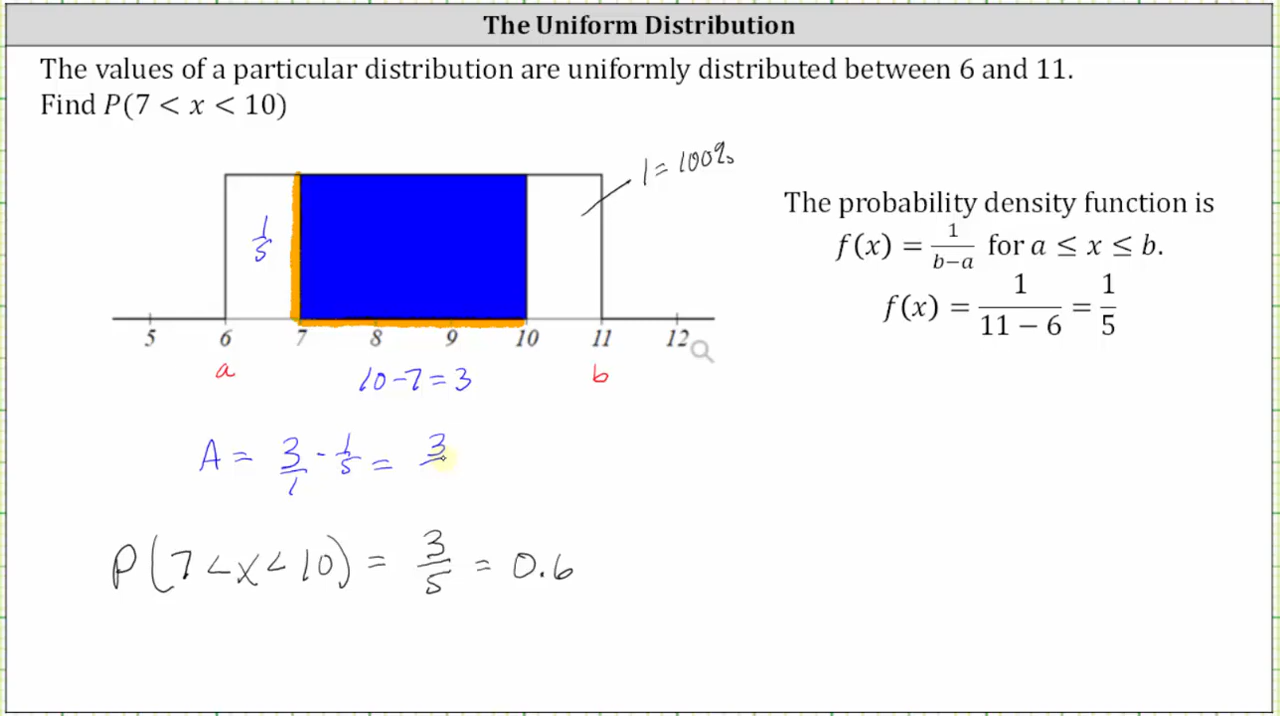 The Uniform Distribution
The values of a particular distribution are uniformly distributed between 6 and 11.
Find P(7 < x < 10)
1 = 100%
1/5
5 6 7 8 9 10 11 12
a 10 - 7 = 3 b
A = 3/1 · 1/5 = 3
P(7 < x < 10) = 3/5 = 0.6
The probability density function is
f(x) = 1/(b−a) for a ≤ x ≤ b.
f(x) = 1/(11 − 6) = 1/5